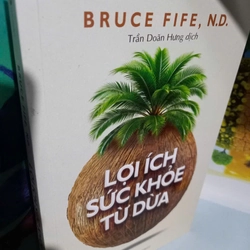 BRUCE FIFE, N.D.
Trần Doãn Hưng dịch
LỢI ÍCH
SỨC KHỎE
TỪ DỪA